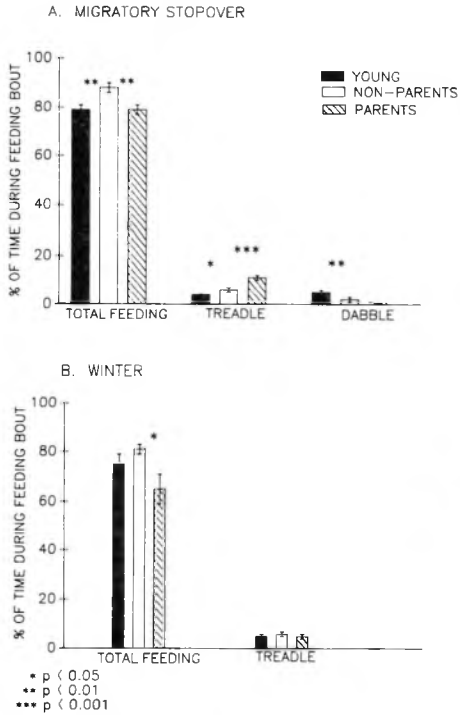 A. MIGRATORY STOPOVER
% OF TIME DURING FEEDING BOUT
100
80
60
40
20
0
** **
* ***
**
YOUNG
NON-PARENTS
PARENTS
TOTAL FEEDING TREADLE DABBLE
B. WINTER
% OF TIME DURING FEEDING BOUT
100
80
60
40
20
0
*
TOTAL FEEDING TREADLE
* p < 0.05
** p < 0.01
*** p < 0.001